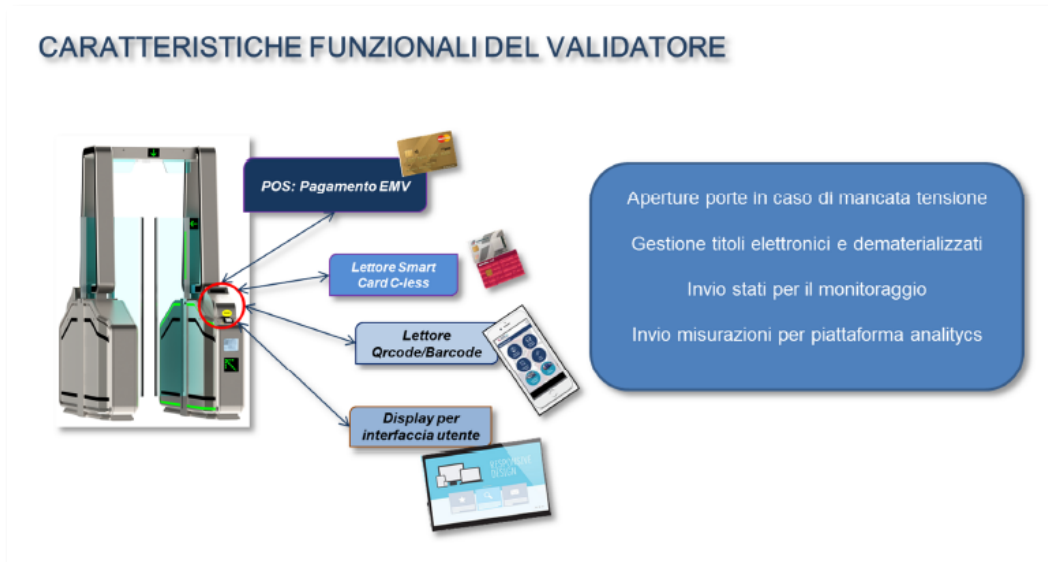 CARATTERISTICHE FUNZIONALI DEL VALIDATORE
POS: Pagamento EMV
Lettore Smart
Card C-less
Lettore
Qrcode/Barcode
Display per
interfaccia utente
RESPONSIVE
DESIGN
Aperture porte in caso di mancata tensione
Gestione titoli elettronici e dematerializzati
Invio stati per il monitoraggio
Invio misurazioni per piattaforma analitycs